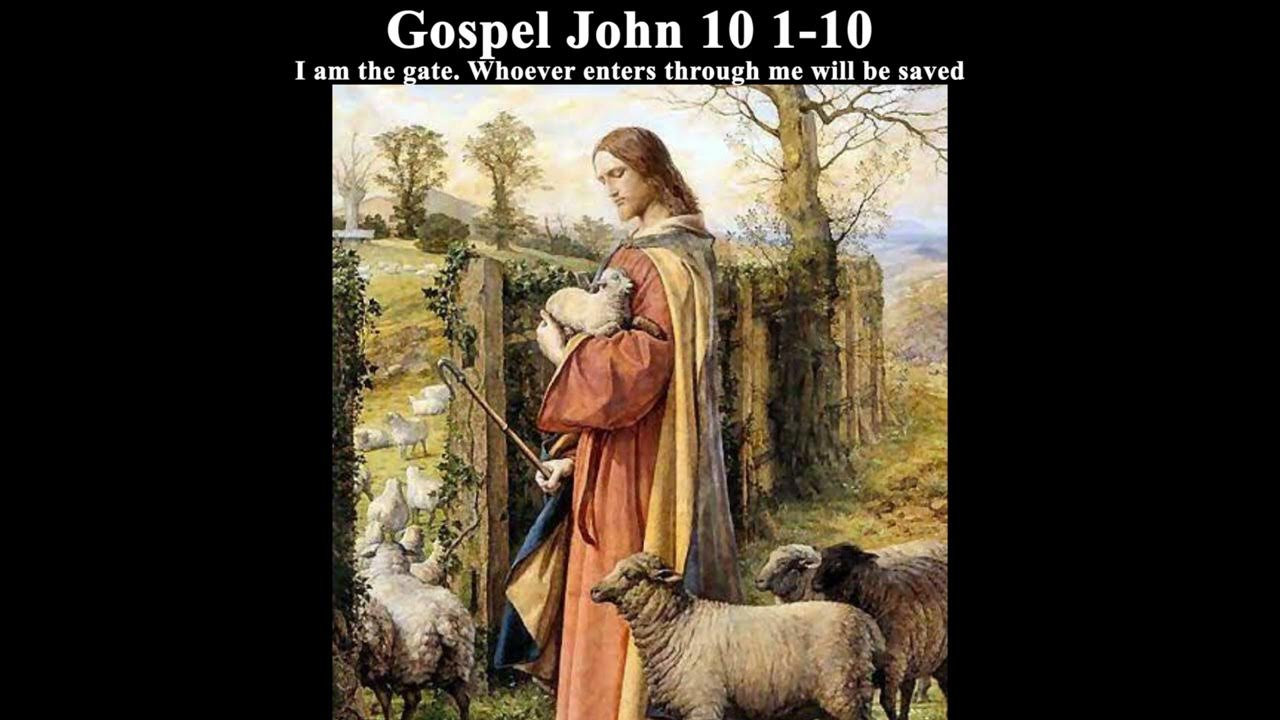 Gospel John 10 1-10
I am the gate. Whoever enters through me will be saved